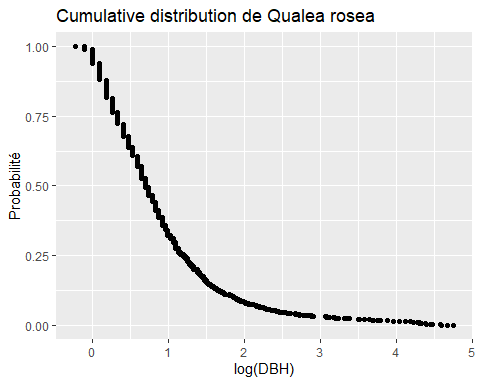 Cumulative distribution de Qualea rosea
1.00
0.75
0.50
0.25
0.00
Probabilité
0 1 2 3 4 5
log(DBH)